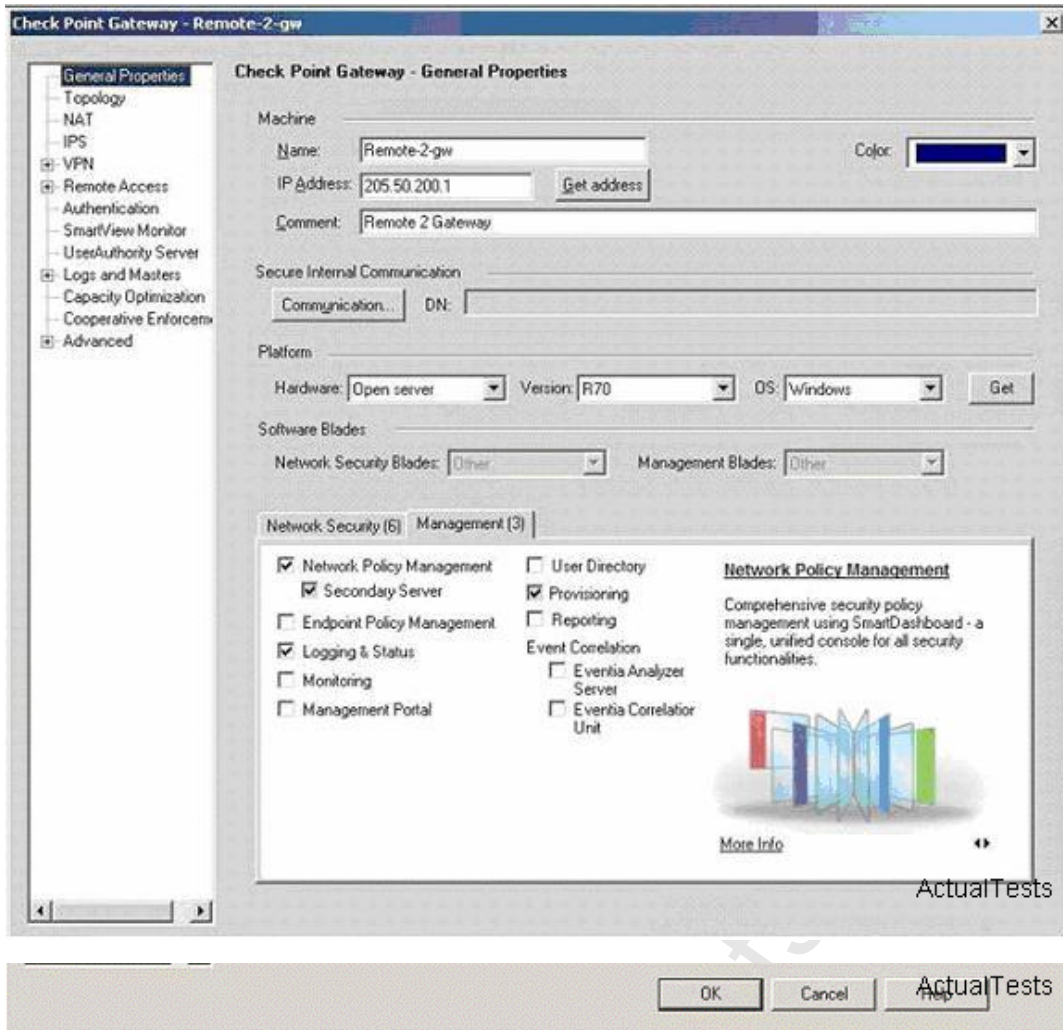 Check Point Gateway - Remote-2-gw
General Properties
Topology
NAT
IPS
VPN
Remote Access
Authentication
SmartView Monitor
UserAuthority Server
Logs and Masters
Capacity Optimization
Cooperative Enforcem
Advanced
Check Point Gateway - General Properties
Machine
Name: Remote-2-gw
Color:
IP Address: 205.50.200.1 Get address
Comment: Remote 2 Gateway
Secure Internal Communication
Communication... DN:
Platform
Hardware: Open server Version: R70 OS: Windows Get
Software Blades
Network Security Blades: Other Management Blades: Other
Network Security (6) Management (3)
Network Policy Management
Secondary Server
Endpoint Policy Management
Logging & Status
Monitoring
Management Portal
User Directory
Provisioning
Reporting
Event Correlation
Eventia Analyzer
Server
Eventia Correlation
Unit
Network Policy Management
Comprehensive security policy
management using SmartDashboard - a
single, unified console for all security
functionalities.
More Info
ActualTests
OK Cancel Help
ActualTests